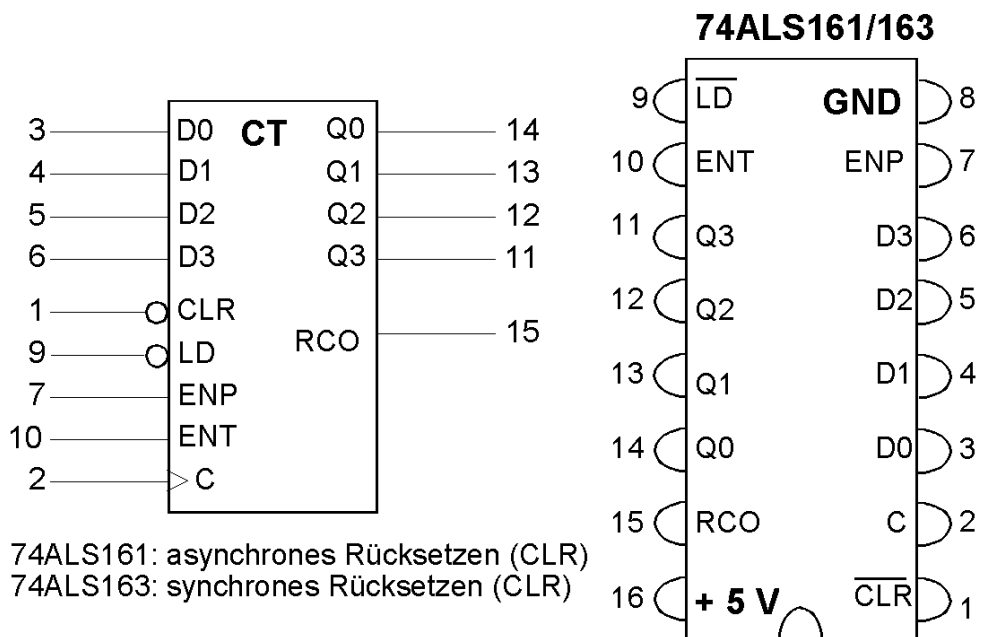 74ALS161/163
3 D0 CT Q0 14
4 D1 Q1 13
5 D2 Q2 12
6 D3 Q3 11
1 CLR
RCO 15
9 LD
7 ENP
10 ENT
2 C
74ALS161: asynchrones Rücksetzen (CLR)
74ALS163: synchrones Rücksetzen (CLR)
9 LD GND 8
10 ENT ENP 7
11 Q3 D3 6
12 Q2 D2 5
13 Q1 D1 4
14 Q0 D0 3
15 RCO C 2
16 + 5 V CLR 1